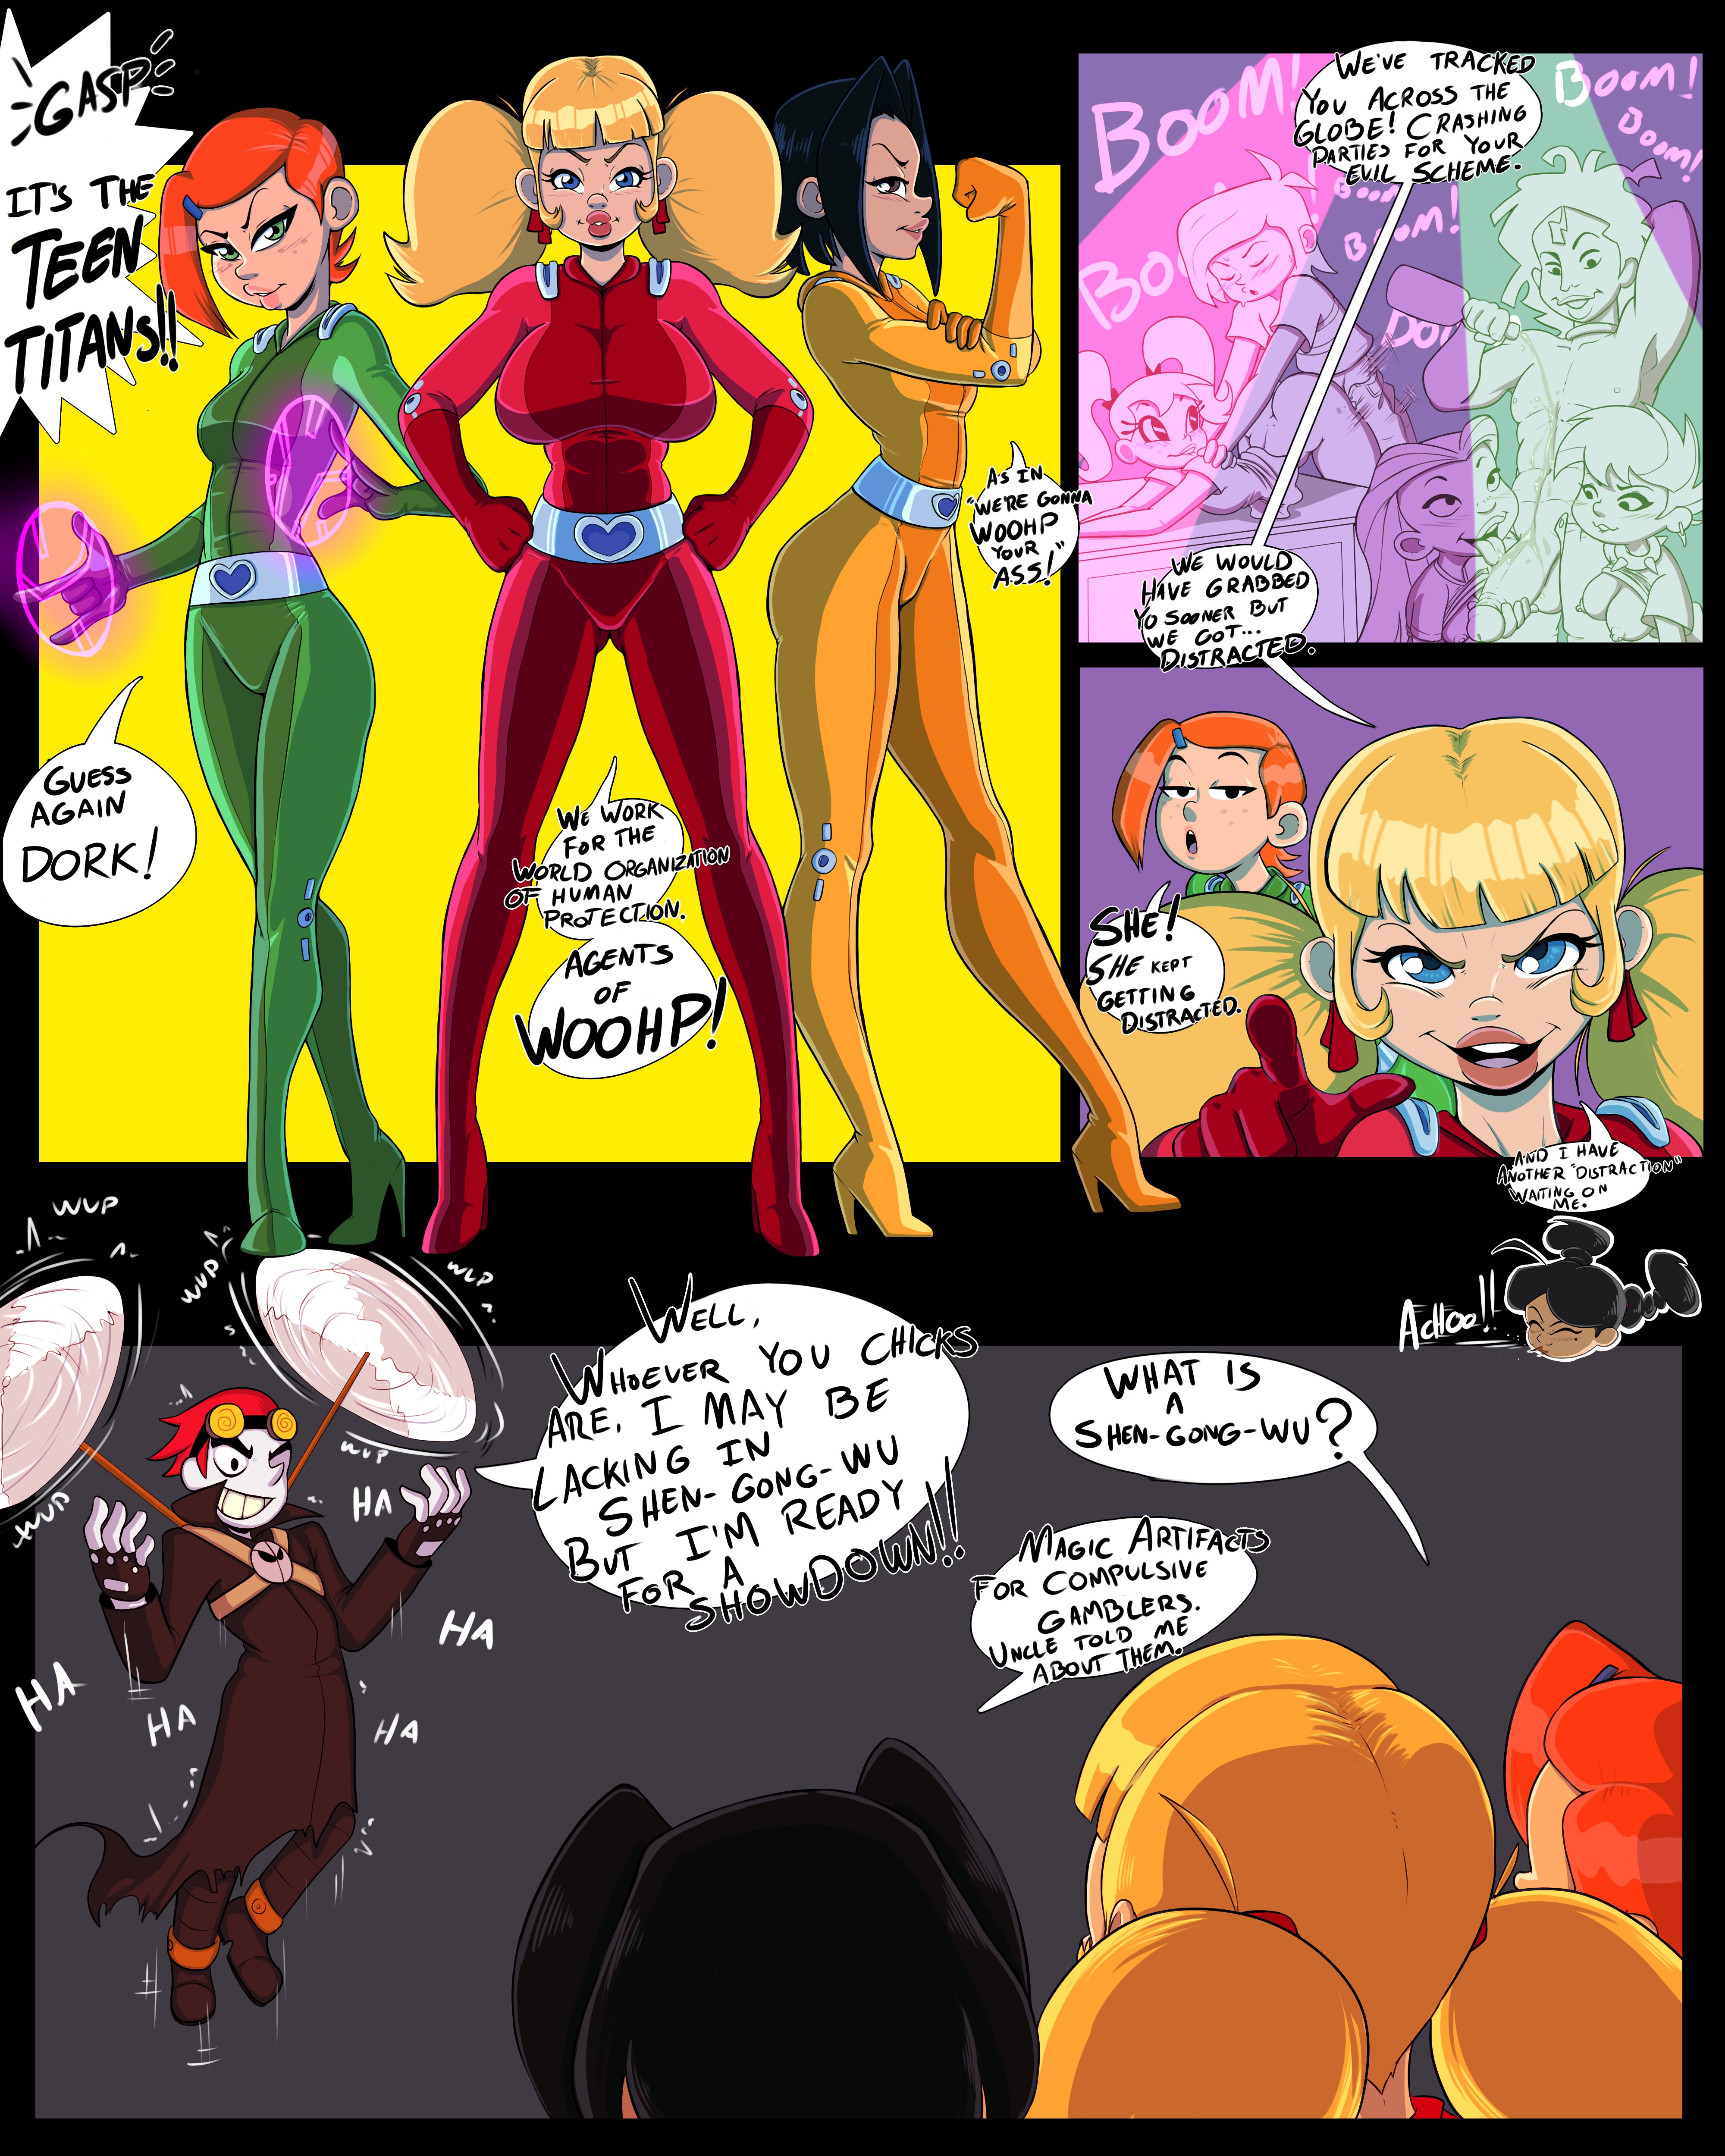 GASP
IT'S THE
TEEN
TITANS!!
GUESS
AGAIN
DORK!
WE WORK
FOR THE
WORLD ORGANIZATION
OF HUMAN
PROTECTION.
AGENTS
OF
WOOHP!
AS IN
"WE'RE GONNA
WOOHP
YOUR
ASS!"
BOOM!
BOOM!
BOOM!
BOOM!
WE'VE TRACKED
YOU ACROSS THE
GLOBE! CRASHING
PARTIES FOR YOUR
EVIL SCHEME.
WE WOULD
HAVE GRABBED
YO SOONER BUT
WE GOT...
DISTRACTED.
SHE!
SHE KEPT
GETTING
DISTRACTED.
AND I HAVE
ANOTHER "DISTRACTION"
WAITING ON
ME.
ACHOO!!
WUP
WUP
WUP
WUP
WUP
WELL,
WHOEVER YOU CHICKS
ARE, I MAY BE
LACKING IN
SHEN-GONG-WU
BUT I'M READY
FOR A
SHOWDOWN!!
HA
HA
HA
HA
HA
WHAT IS
A
SHEN-GONG-WU?
MAGIC ARTIFACTS
FOR COMPULSIVE
GAMBLERS.
UNCLE TOLD ME
ABOUT THEM.